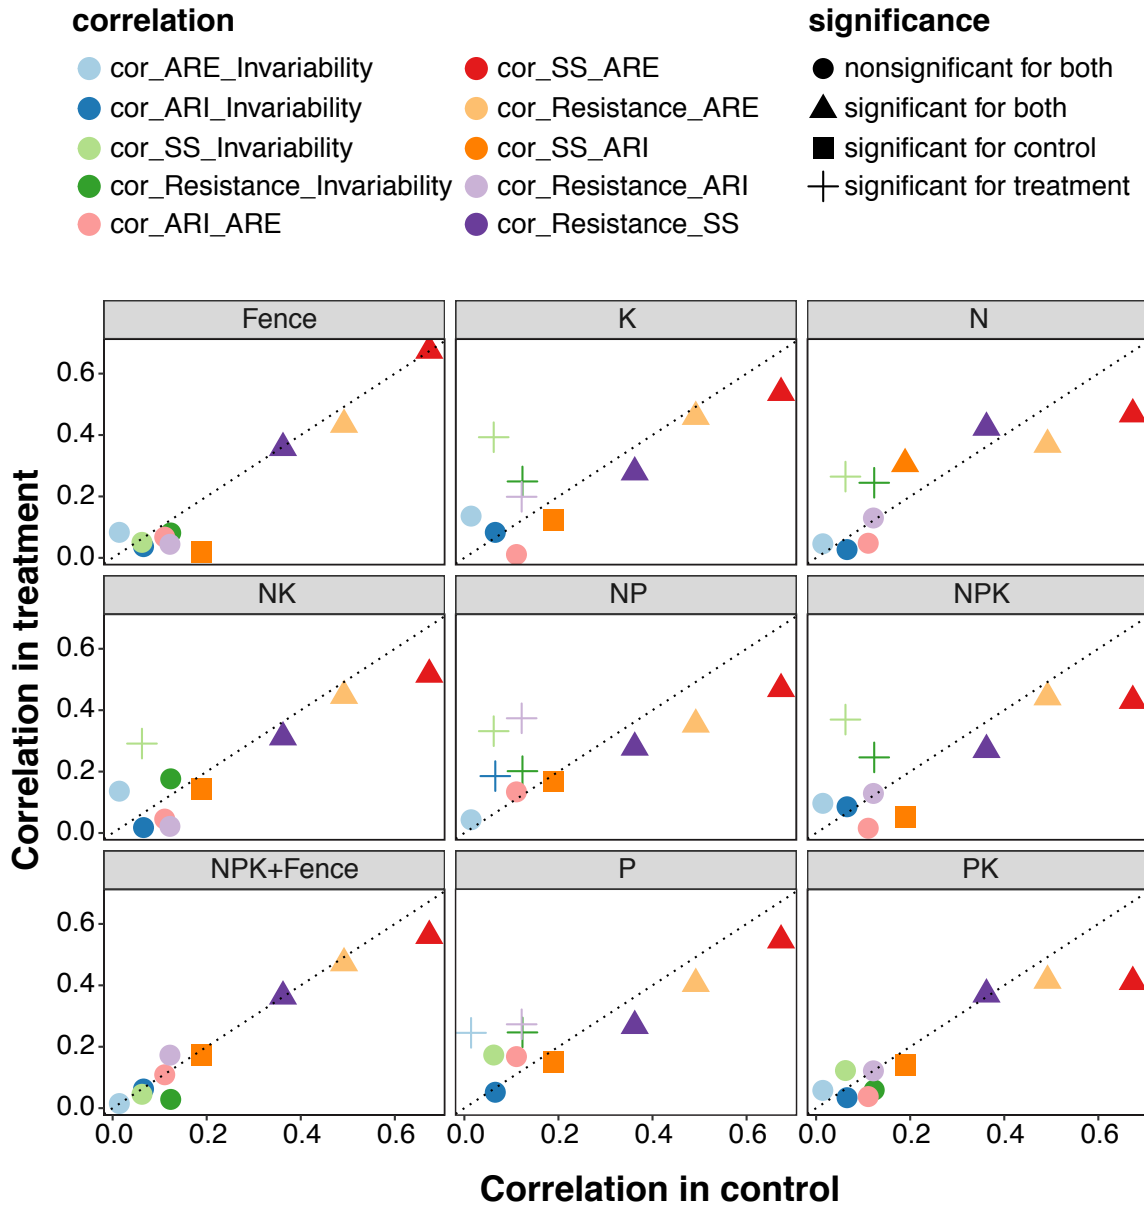 correlation
significance
cor_ARE_Invariability
cor_SS_ARE
nonsignificant for both
cor_ARI_Invariability
cor_Resistance_ARE
significant for both
cor_SS_Invariability
cor_SS_ARI
significant for control
cor_Resistance_Invariability
cor_Resistance_ARI
significant for treatment
cor_ARI_ARE
cor_Resistance_SS
Fence
K
N
0.6
0.4
0.2
0.0
NK
NP
NPK
0.6
0.4
0.2
0.0
NPK+Fence
P
PK
0.6
0.4
0.2
0.0
0.0 0.2 0.4 0.6
0.0 0.2 0.4 0.6
0.0 0.2 0.4 0.6
Correlation in treatment
Correlation in control